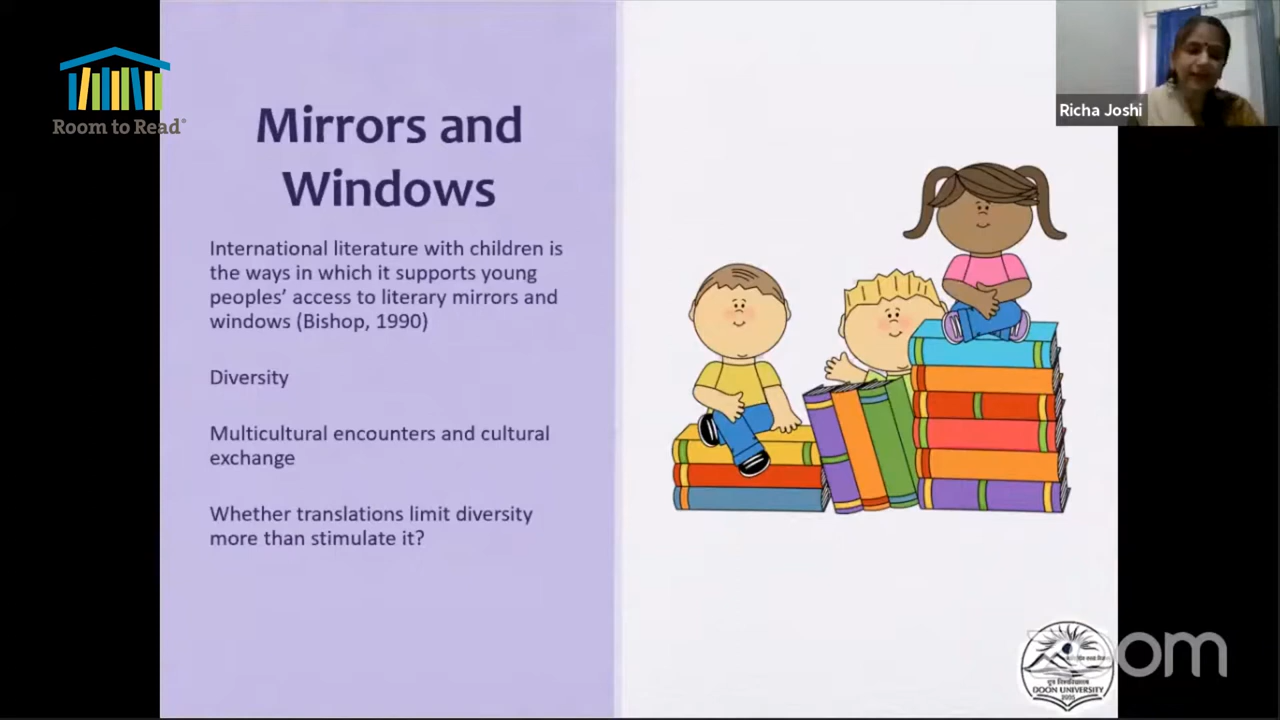 Room to Read®
Richa Joshi
Mirrors and
Windows
International literature with children is
the ways in which it supports young
peoples’ access to literary mirrors and
windows (Bishop, 1990)
Diversity
Multicultural encounters and cultural
exchange
Whether translations limit diversity
more than stimulate it?
zoom
DOON UNIVERSITY